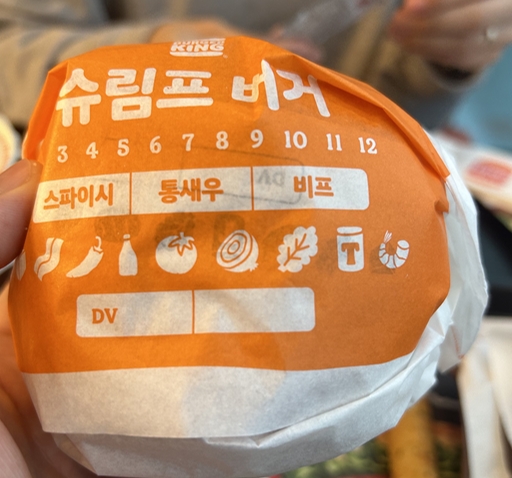 BURGER
KING
슈림프 버거
3 4 5 6 7 8 9 10 11 12
스파이시 통새우 비프
T
DV